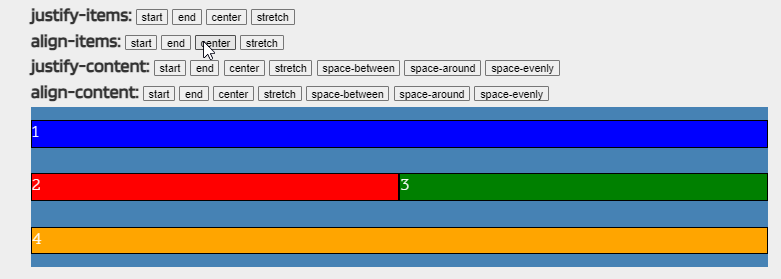 justify-items: start end center stretch
align-items: start end center stretch
justify-content: start end center stretch space-between space-around space-evenly
align-content: start end center stretch space-between space-around space-evenly
1
2 3
4